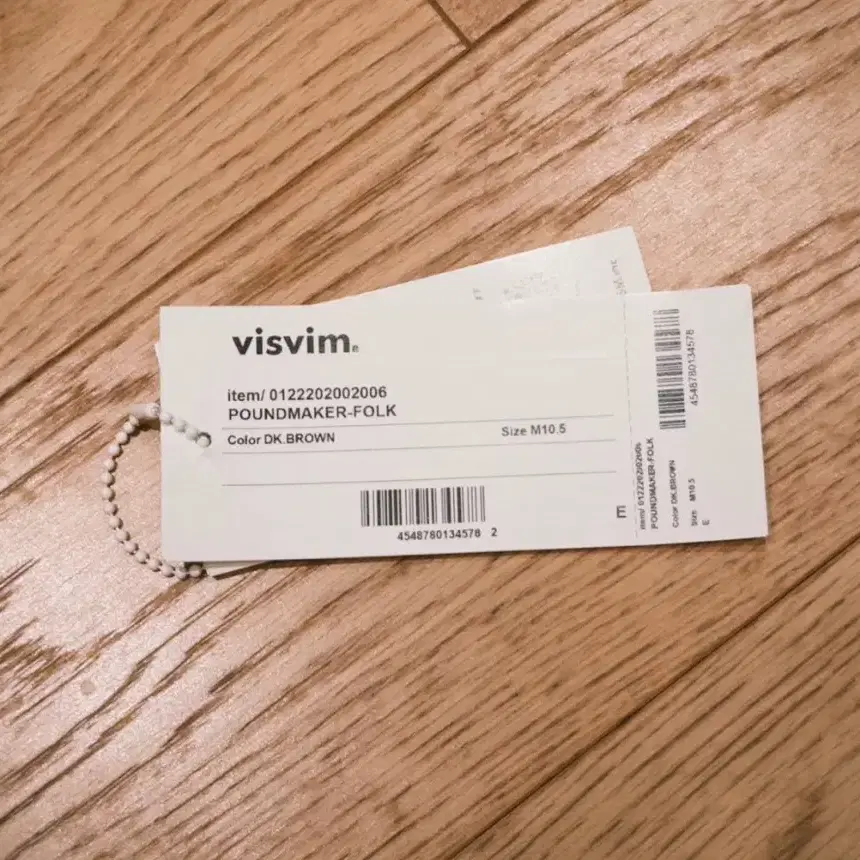 visvim®
item/ 0122202002006
POUNDMAKER-FOLK
Color DK.BROWN Size M10.5
4548780134578 2
E
item/ 0122202002006
POUNDMAKER-FOLK
Color DK.BROWN
Size M10.5
E
4548780134578